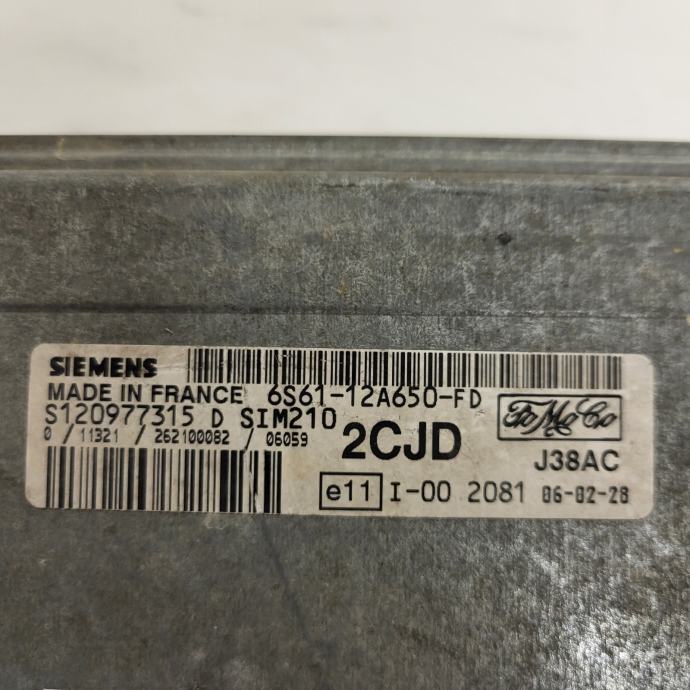 SIEMENS
MADE IN FRANCE 6S61-12A650-FD
S120977315 D SIM210
FoMoCo
0 / 11321 / 262100082 / 06059
2CJD
J38AC
e11 I-00 2081 06-02-28